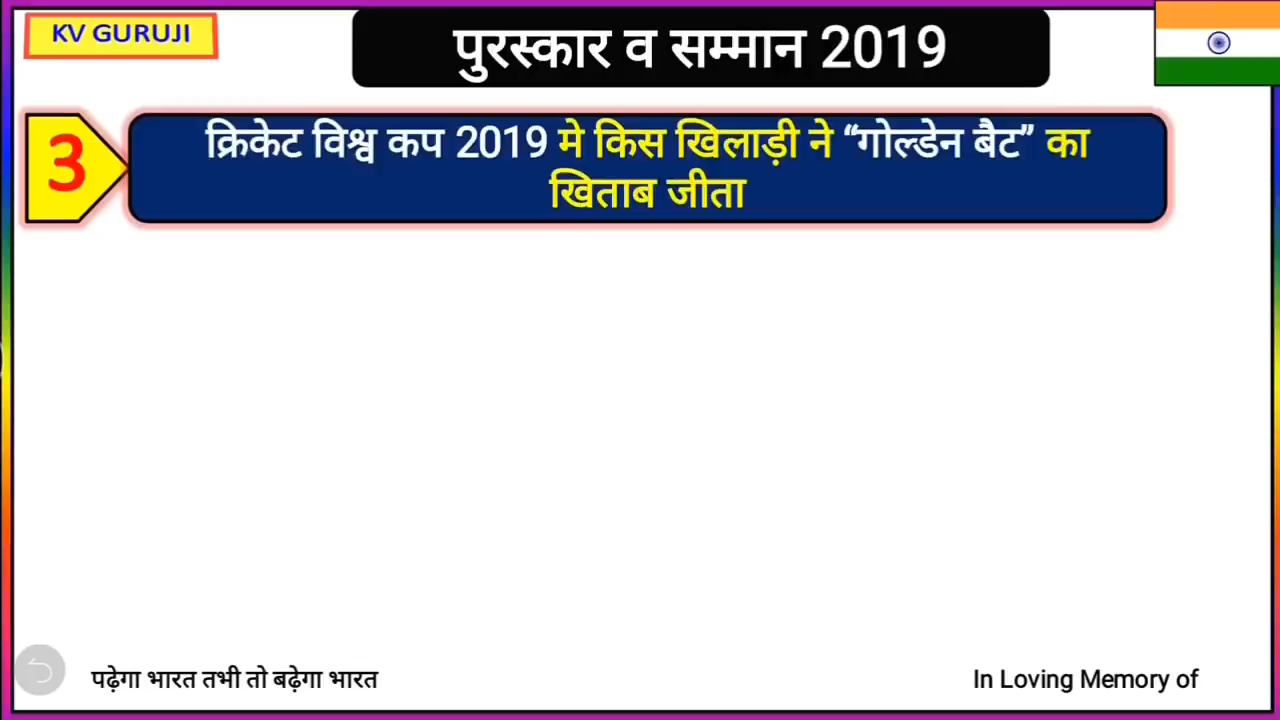 KV GURUJI
पुरस्कार व सम्मान 2019
3
क्रिकेट विश्व कप 2019 मे किस खिलाड़ी ने “गोल्डेन बैट” का
खिताब जीता
पढ़ेगा भारत तभी तो बढ़ेगा भारत
In Loving Memory of